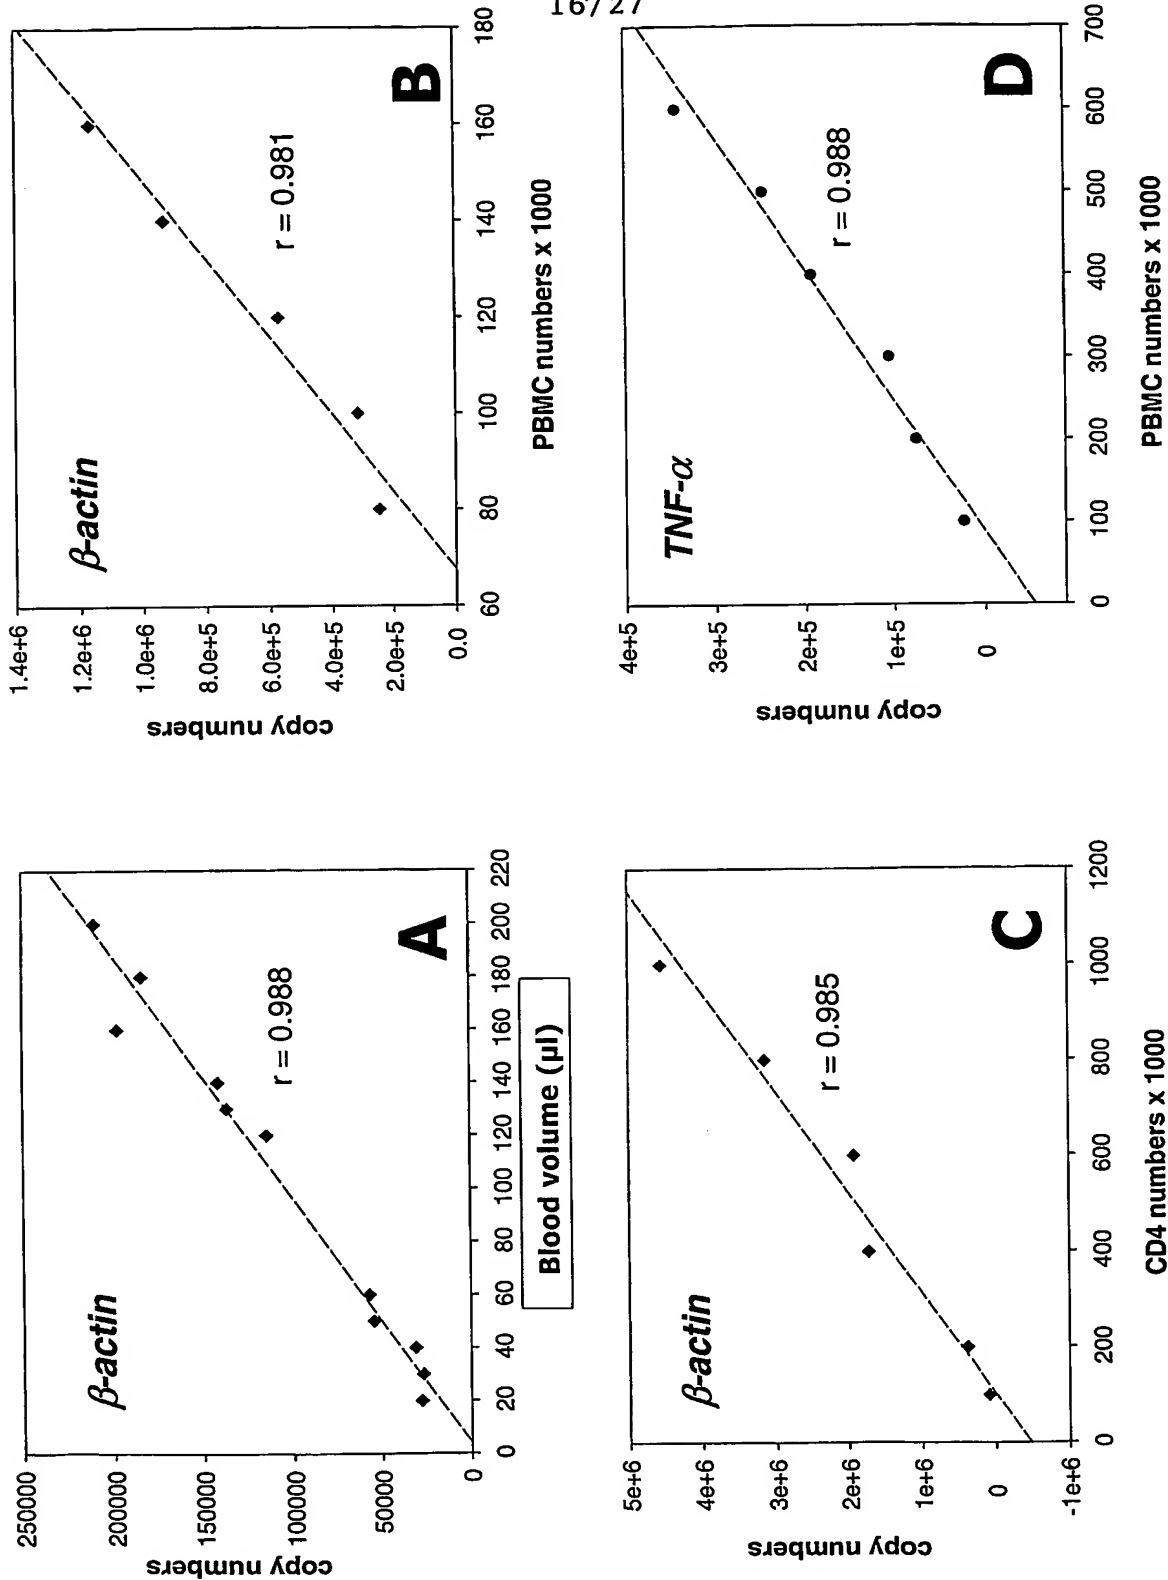 16/27
β-actin
A
r = 0.988
copy numbers
250000
200000
150000
100000
50000
0
0 20 40 60 80 100 120 140 160 180 200 220
Blood volume (µl)
β-actin
B
r = 0.981
copy numbers
1.4e+6
1.2e+6
1.0e+6
8.0e+5
6.0e+5
4.0e+5
2.0e+5
0.0
60 80 100 120 140 160 180
PBMC numbers x 1000
β-actin
C
r = 0.985
copy numbers
5e+6
4e+6
3e+6
2e+6
1e+6
0
-1e+6
0 200 400 600 800 1000 1200
CD4 numbers x 1000
TNF-α
D
r = 0.988
copy numbers
4e+5
3e+5
2e+5
1e+5
0
0 100 200 300 400 500 600 700
PBMC numbers x 1000